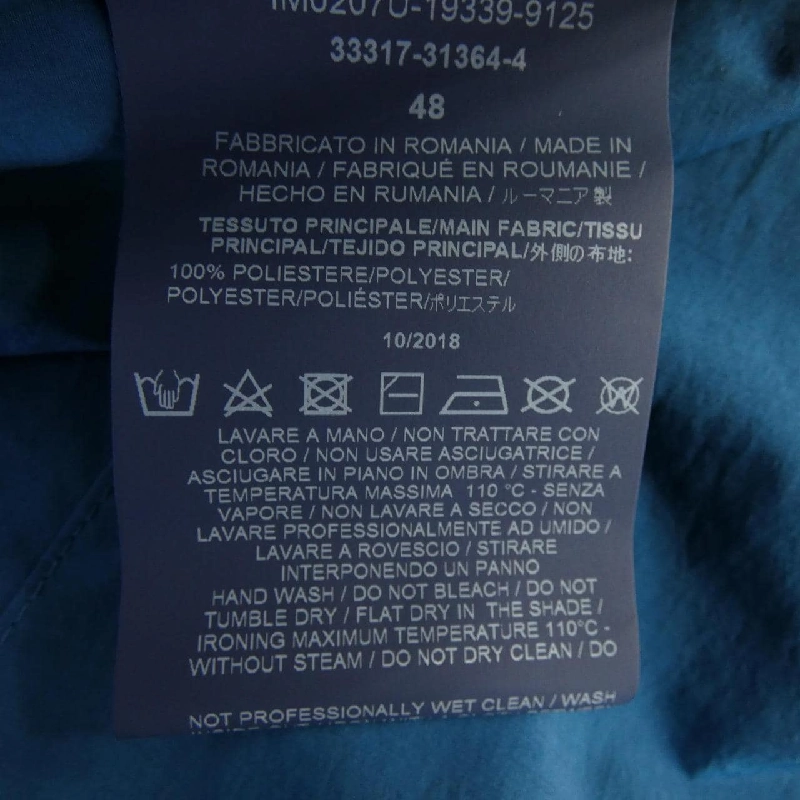 IM0207U-19339-9125
33317-31364-4
48
FABBRICATO IN ROMANIA / MADE IN
ROMANIA / FABRIQUÉ EN ROUMANIE /
HECHO EN RUMANIA / ルーマニア製
TESSUTO PRINCIPALE/MAIN FABRIC/TISSU
PRINCIPAL/TEJIDO PRINCIPAL/外側の布地:
100% POLIESTERE/POLYESTER/
POLYESTER/POLIÉSTER/ポリエステル
10/2018
W
LAVARE A MANO / NON TRATTARE CON
CLORO / NON USARE ASCIUGATRICE /
ASCIUGARE IN PIANO IN OMBRA / STIRARE A
TEMPERATURA MASSIMA 110 °C - SENZA
VAPORE / NON LAVARE A SECCO / NON
LAVARE PROFESSIONALMENTE AD UMIDO /
LAVARE A ROVESCIO / STIRARE
INTERPONENDO UN PANNO
HAND WASH / DO NOT BLEACH / DO NOT
TUMBLE DRY / FLAT DRY IN THE SHADE /
IRONING MAXIMUM TEMPERATURE 110°C -
WITHOUT STEAM / DO NOT DRY CLEAN / DO
NOT PROFESSIONALLY WET CLEAN / WASH